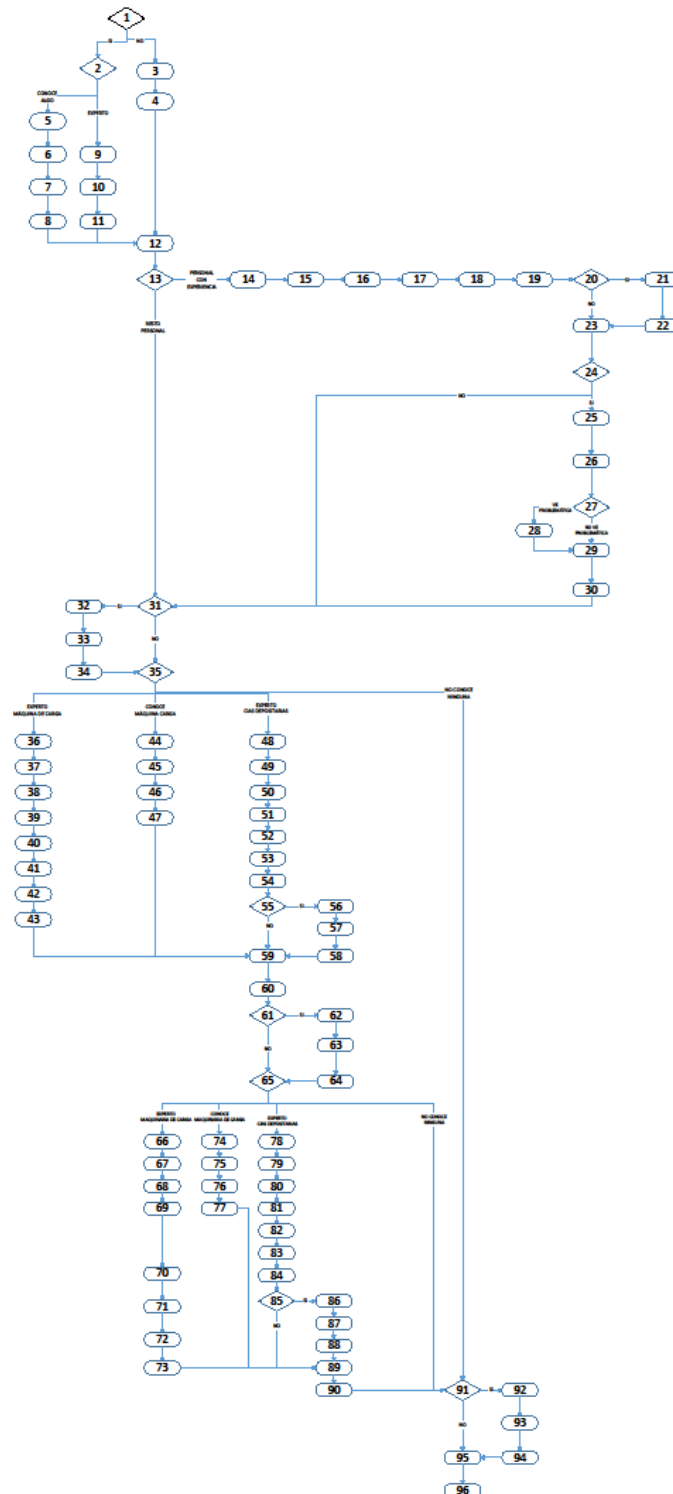 1
SI
NO
2
3
CONOCE
ALGO
4
EXPERTO
5
6
9
7
10
8
11
12
13
PERSONAL
CON
EXPERIENCIA
14
15
16
17
18
19
20
SI
21
NO
23
22
RESTO
PERSONAL
24
NO
SI
25
26
VE
PROBLEMÁTICA
27
28
NO VE
PROBLEMÁTICA
29
30
32
SI
31
33
NO
34
35
NO CONOCE
NINGUNA
EXPERTO
MÁQUINA DE CARGA
CONOCE
MÁQUINA CARGA
EXPERTO
CIAS DEPOSITARIAS
36
44
48
37
45
49
38
46
50
39
47
51
40
52
41
53
42
54
43
55
SI
56
NO
57
59
58
60
61
SI
62
NO
63
65
64
EXPERTO
MAQUINARIA DE CARGA
CONOCE
MAQUINARIA DE CARGA
EXPERTO
CIAS DEPOSITARIAS
NO CONOCE
NINGUNA
66
74
78
67
75
79
68
76
80
69
77
81
82
83
70
84
71
85
SI
86
NO
87
72
88
73
89
90
91
SI
92
NO
93
95
94
96